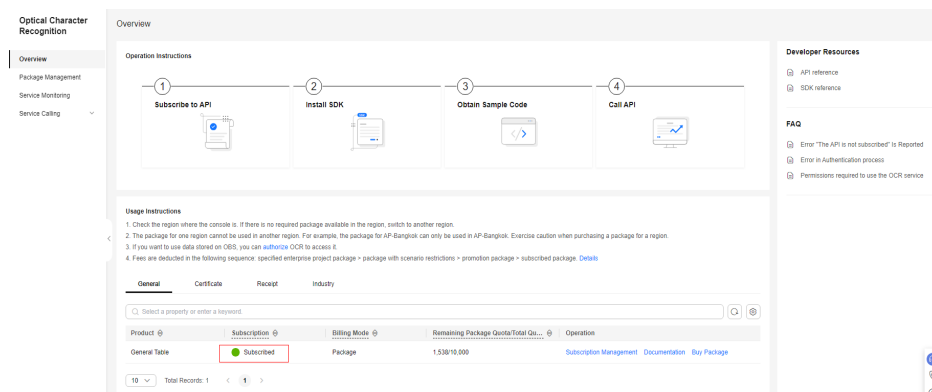 Optical Character
Recognition
Overview
Package Management
Service Monitoring
Service Calling
Overview
Operation Instructions
1
Subscribe to API
2
Install SDK
3
Obtain Sample Code
4
Call API
Usage Instructions
1. Check the region where the console is. If there is no required package available in the region, switch to another region.
2. The package for one region cannot be used in another region. For example, the package for AP-Bangkok can only be used in AP-Bangkok. Exercise caution when purchasing a package for a region.
3. If you want to use data stored on OBS, you can authorize OCR to access it.
4. Fees are deducted in the following sequence: specified enterprise project package > package with scenario restrictions > promotion package > subscribed package. Details
General Certificate Receipt Industry
Select a property or enter a keyword.
Product Subscription Billing Mode Remaining Package Quota/Total Qu... Operation
General Table Subscribed Package 1,538/10,000 Subscription Management Documentation Buy Package
10 Total Records: 1 < 1 >
Developer Resources
API reference
SDK reference
FAQ
Error "The API is not subscribed" Is Reported
Error in Authentication process
Permissions required to use the OCR service